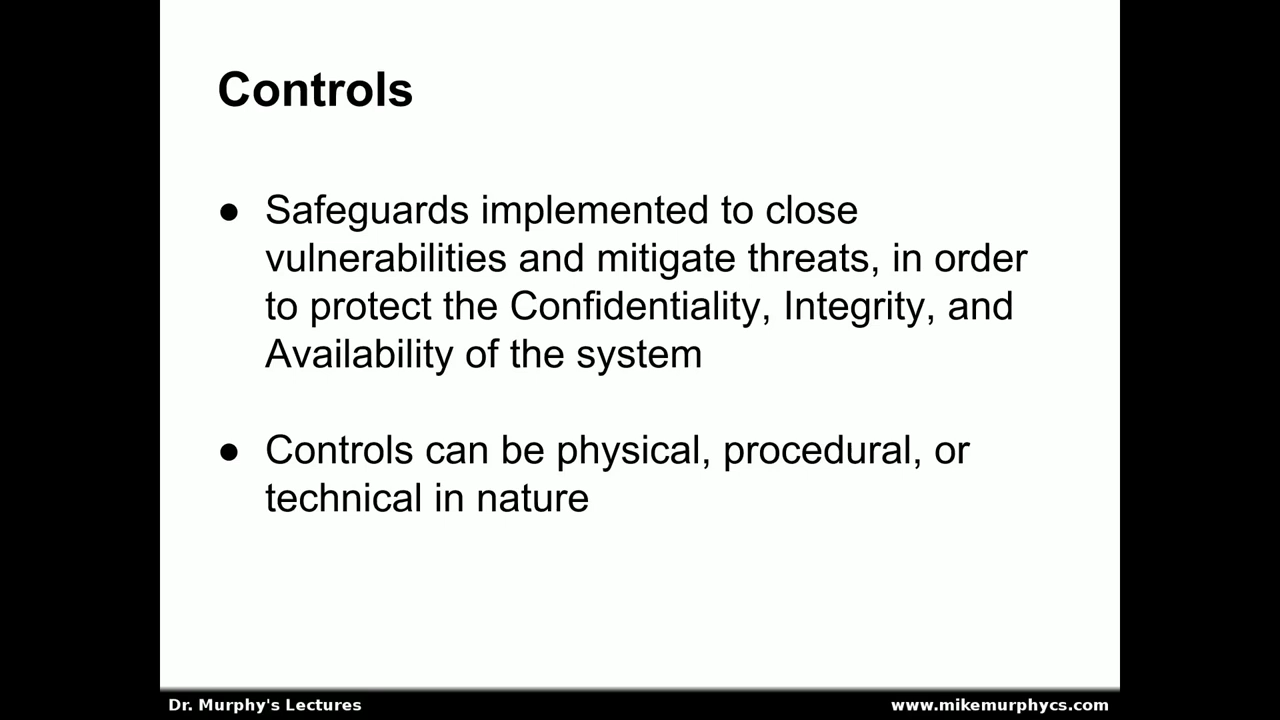 Controls
● Safeguards implemented to close
vulnerabilities and mitigate threats, in order
to protect the Confidentiality, Integrity, and
Availability of the system
● Controls can be physical, procedural, or
technical in nature
Dr. Murphy's Lectures
www.mikemurphycs.com